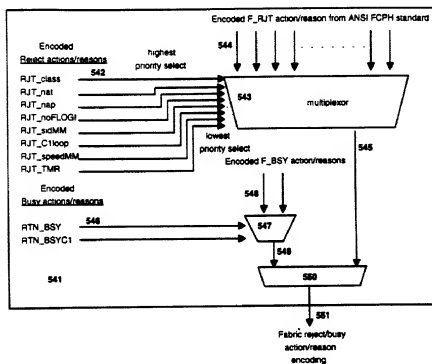 Encoded F_RJT action/reason from ANSI FCPH standard
Encoded
Reject actions/reasons
542
highest
priority select
544
RJT_class
RJT_nat
RJT_nap
RJT_noFLOGI
RJT_sidMM
RJT_C1loop
RJT_speedMM
RJT_TMR
543
multiplexor
lowest
priority select
545
Encoded F_BSY action/reasons
Encoded
Busy actions/reasons
548
546
RTN_BSY
RTN_BSYC1
547
549
541
550
551
Fabric reject/busy
action/reason
encoding